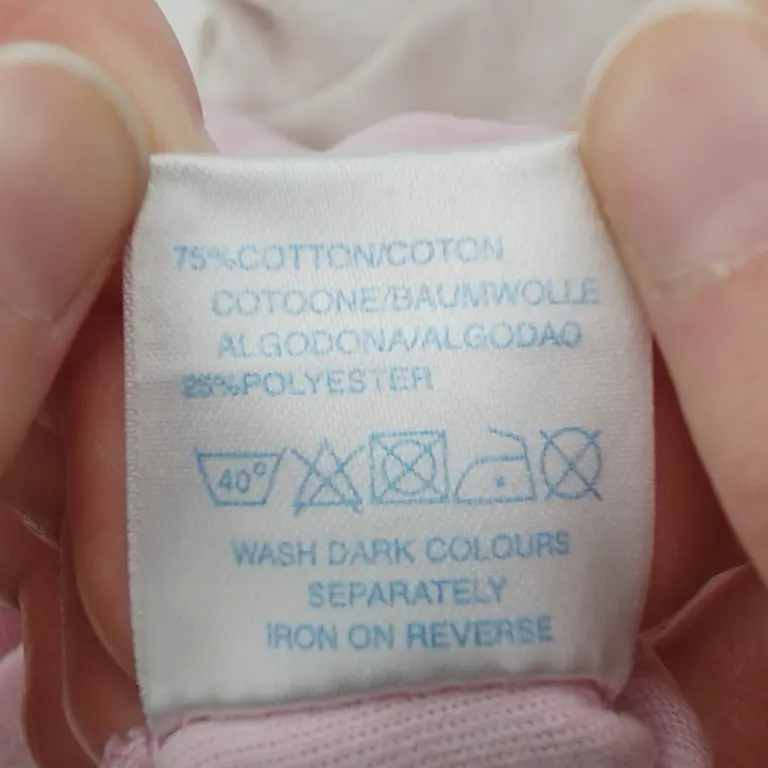 75%COTTON/COTON
COTOONE/BAUMWOLLE
ALGODONA/ALGODAO
25%POLYESTER
40°
WASH DARK COLOURS
SEPARATELY
IRON ON REVERSE